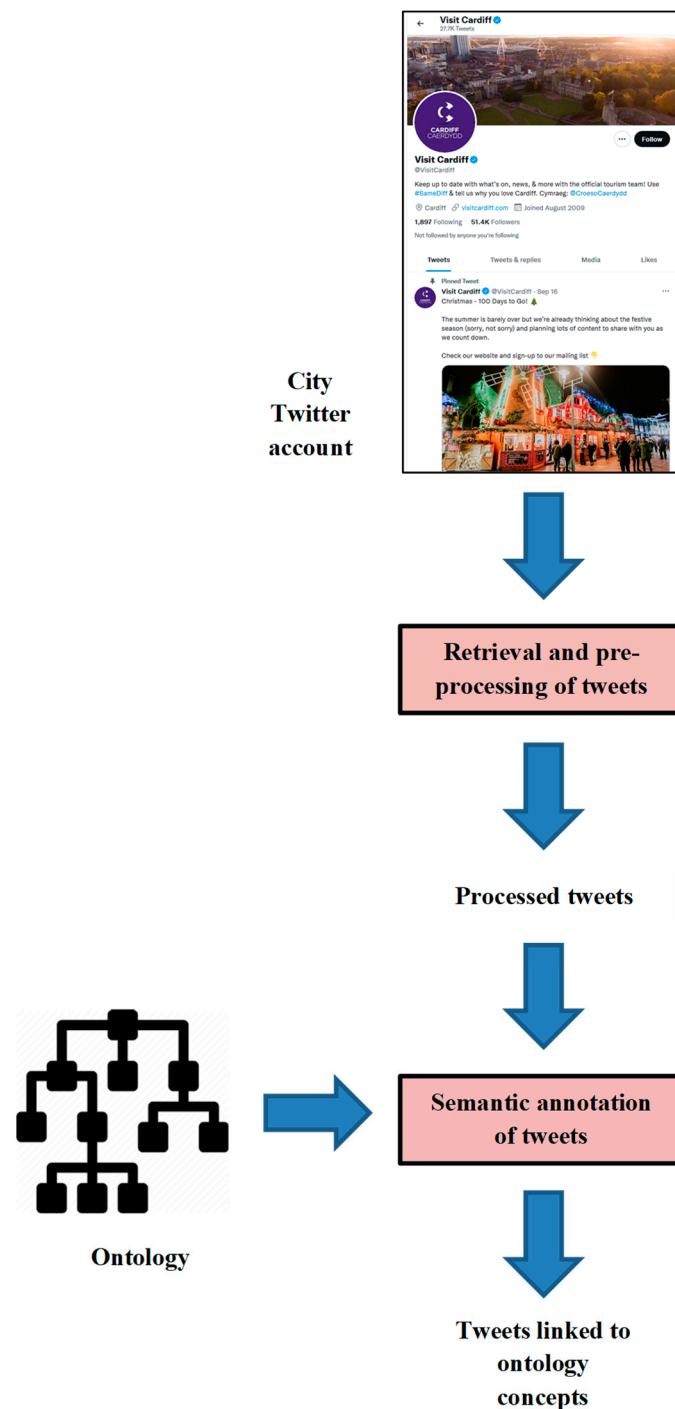 Visit Cardiff
27.7K Tweets
CARDIFF
CAERDYDD
Follow
Visit Cardiff
@VisitCardiff
Keep up to date with what's on, news, & more with the official tourism team! Use
#SameDiff & tell us why you love Cardiff. Cymraeg: @CroesoCaerdydd
Cardiff visitcardiff.com Joined August 2009
1,897 Following 51.4K Followers
Not followed by anyone you're following
Tweets Tweets & replies Media Likes
Pinned Tweet
Visit Cardiff @VisitCardiff · Sep 16
Christmas - 100 Days to Go! 🎄
The summer is barely over but we're already thinking about the festive
season (sorry, not sorry) and planning lots of content to share with you as
we count down.
Check our website and sign-up to our mailing list 👇
City
Twitter
account
Retrieval and pre-
processing of tweets
Processed tweets
Semantic annotation
of tweets
Ontology
Tweets linked to
ontology
concepts